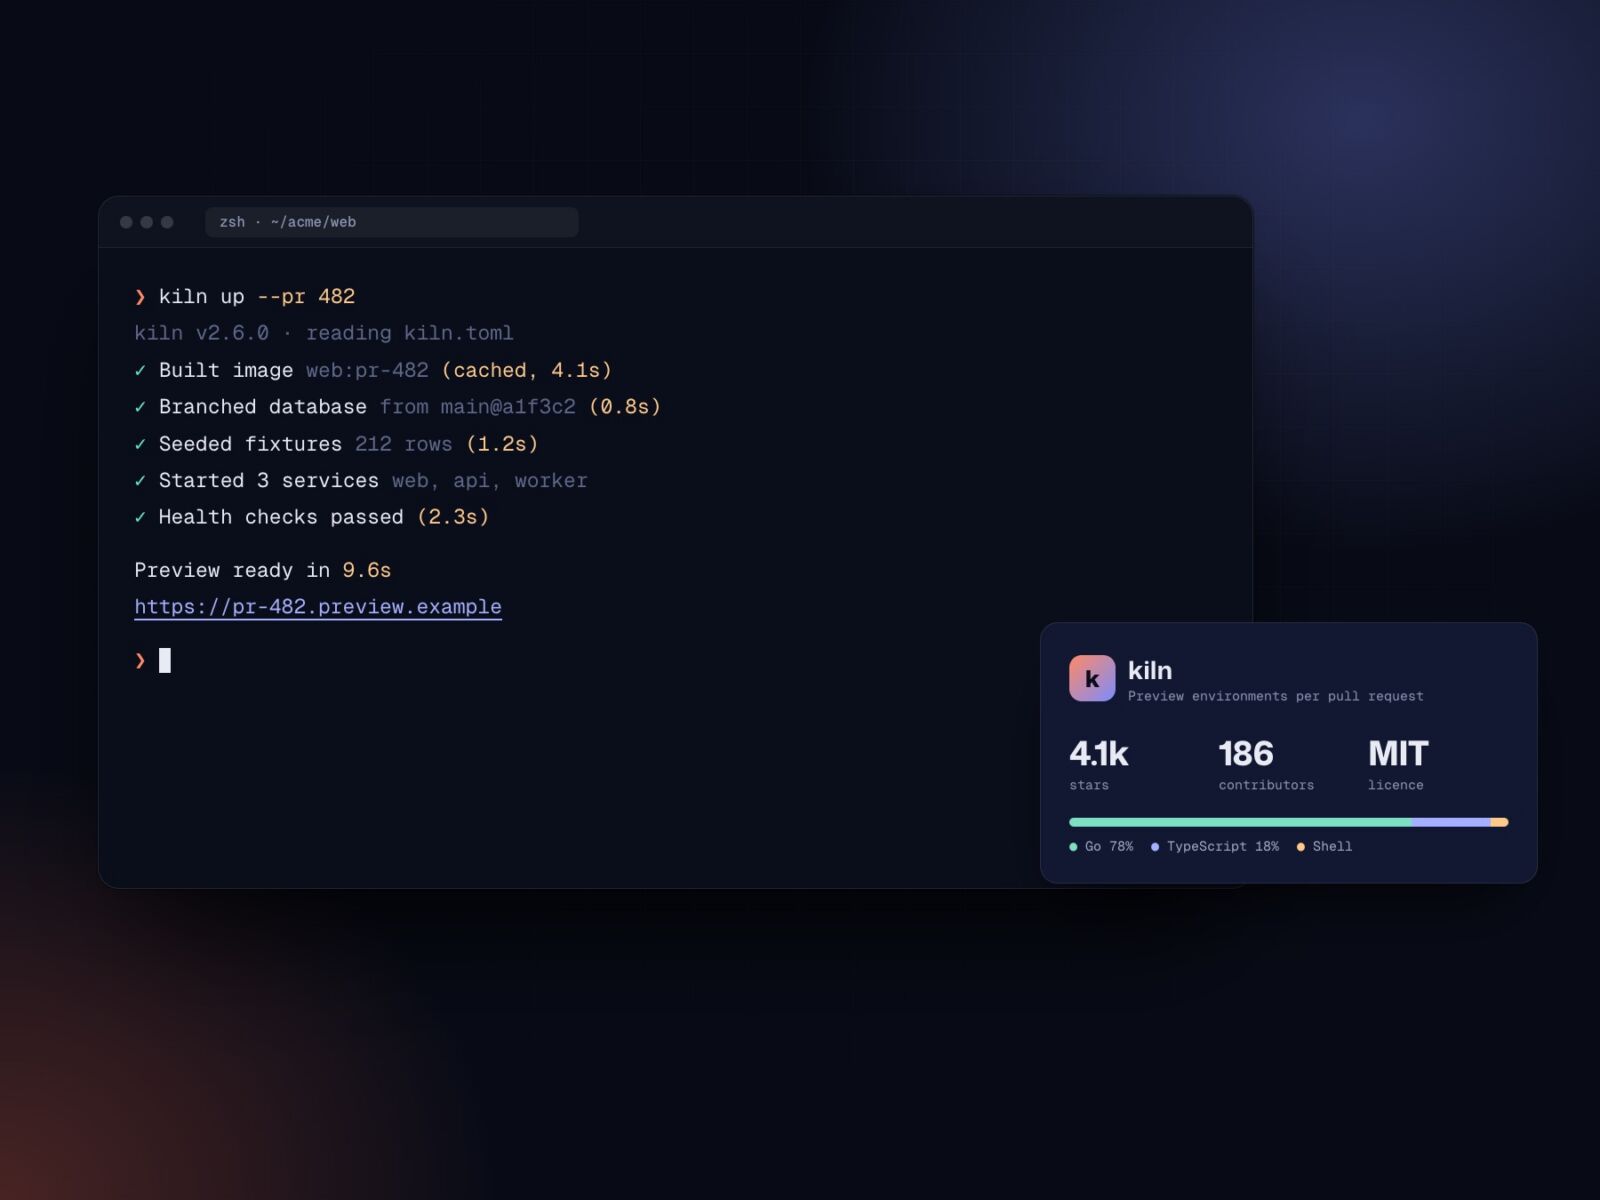 zsh · ~/acme/web
❯ kiln up --pr 482
kiln v2.6.0 · reading kiln.toml
✓ Built image web:pr-482 (cached, 4.1s)
✓ Branched database from main@a1f3c2 (0.8s)
✓ Seeded fixtures 212 rows (1.2s)
✓ Started 3 services web, api, worker
✓ Health checks passed (2.3s)
Preview ready in 9.6s
https://pr-482.preview.example
❯
k
kiln
Preview environments per pull request
4.1k 186 MIT
stars contributors licence
Go 78% TypeScript 18% Shell